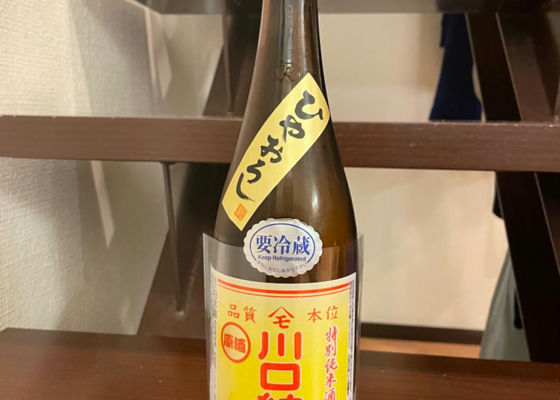 ひやおろし
要冷蔵
Keep Refrigerated
品質
モ
本位
特別純米酒
原酒
川口